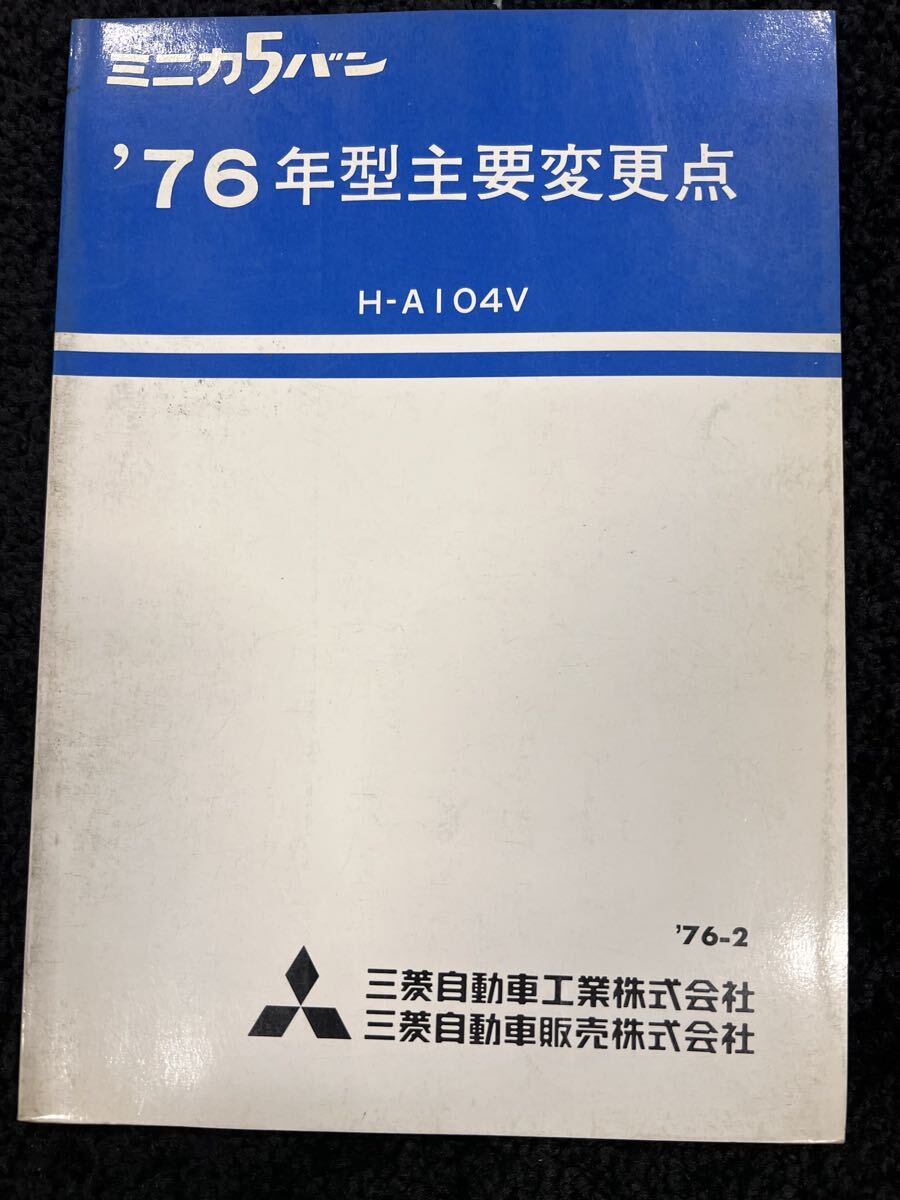 ミニカ5バン
’76年型主要変更点
H-A104V
’76-2
三菱自動車工業株式会社
三菱自動車販売株式会社